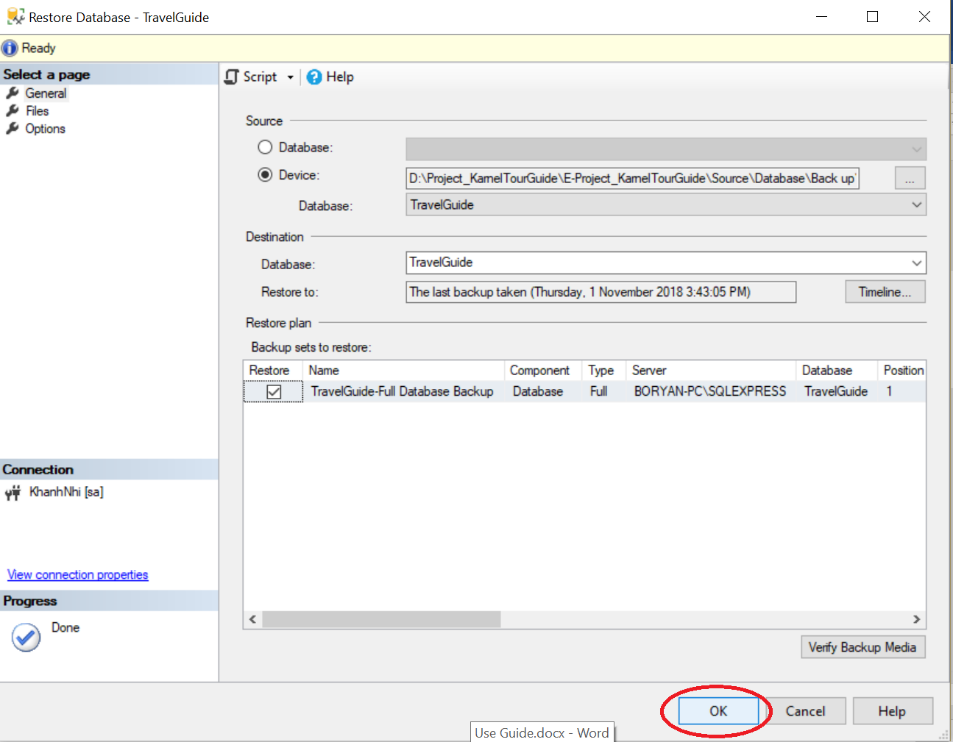 Restore Database - TravelGuide
Ready
Select a page
General
Files
Options
Script
Help
Source
Database:
Device:
D:\Project_KarnelTourGuide\E-Project_KarnelTourGuide\Source\Database\Back up\
...
Database:
TravelGuide
Destination
Database:
TravelGuide
Restore to:
The last backup taken (Thursday, 1 November 2018 3:43:05 PM)
Timeline...
Restore plan
Backup sets to restore:
Restore Name Component Type Server Database Position
TravelGuide-Full Database Backup Database Full BORYAN-PC\SQLEXPRESS TravelGuide 1
Connection
KhanhNhi [sa]
View connection properties
Progress
Done
Verify Backup Media
OK Cancel Help
Use Guide.docx - Word